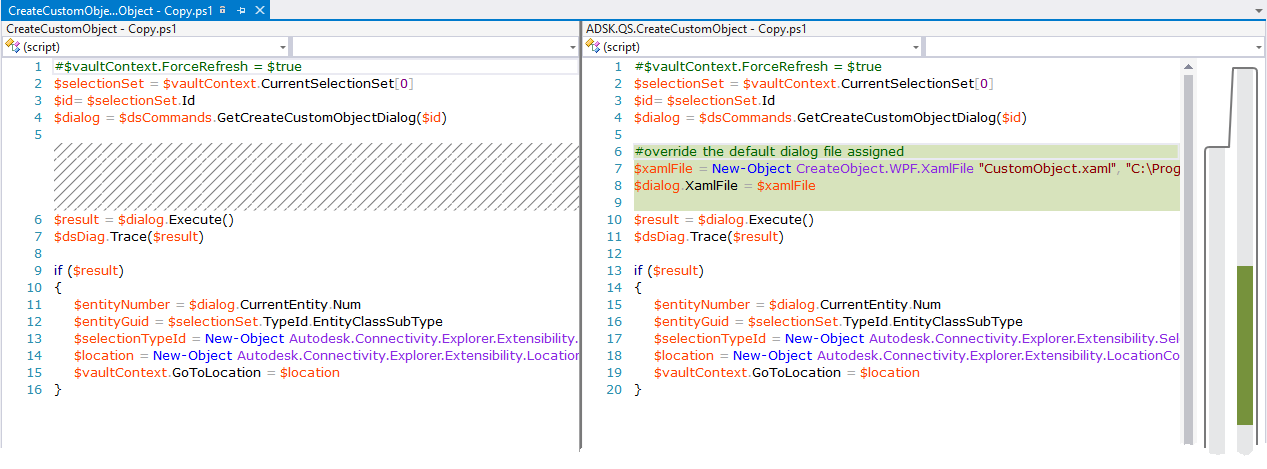 CreateCustomObje...Object - Copy.ps1
CreateCustomObject - Copy.ps1
(script)
1 #$vaultContext.ForceRefresh = $true
2 $selectionSet = $vaultContext.CurrentSelectionSet[0]
3 $id= $selectionSet.Id
4 $dialog = $dsCommands.GetCreateCustomObjectDialog($id)
5
6 $result = $dialog.Execute()
7 $dsDiag.Trace($result)
8
9 if ($result)
10 {
11 $entityNumber = $dialog.CurrentEntity.Num
12 $entityGuid = $selectionSet.TypeId.EntityClassSubType
13 $selectionTypeId = New-Object Autodesk.Connectivity.Explorer.Extensibility.
14 $location = New-Object Autodesk.Connectivity.Explorer.Extensibility.Location
15 $vaultContext.GoToLocation = $location
16 }
ADSK.QS.CreateCustomObject - Copy.ps1
(script)
1 #$vaultContext.ForceRefresh = $true
2 $selectionSet = $vaultContext.CurrentSelectionSet[0]
3 $id= $selectionSet.Id
4 $dialog = $dsCommands.GetCreateCustomObjectDialog($id)
5
6 #override the default dialog file assigned
7 $xamlFile = New-Object CreateObject.WPF.XamlFile "CustomObject.xaml", "C:\Prog
8 $dialog.XamlFile = $xamlFile
9
10 $result = $dialog.Execute()
11 $dsDiag.Trace($result)
12
13 if ($result)
14 {
15 $entityNumber = $dialog.CurrentEntity.Num
16 $entityGuid = $selectionSet.TypeId.EntityClassSubType
17 $selectionTypeId = New-Object Autodesk.Connectivity.Explorer.Extensibility.Sel
18 $location = New-Object Autodesk.Connectivity.Explorer.Extensibility.LocationCo
19 $vaultContext.GoToLocation = $location
20 }